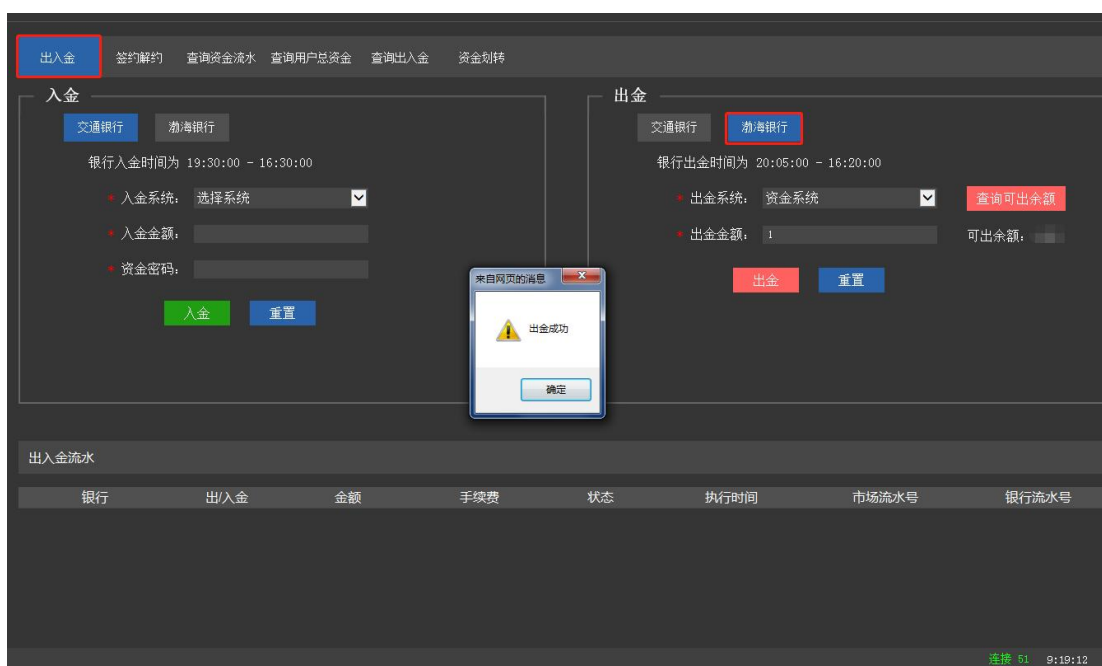 出入金 签约解约 查询资金流水 查询用户总资金 查询出入金 资金划转
入金
交通银行 渤海银行
银行入金时间为 19:30:00 - 16:30:00
* 入金系统: 选择系统
* 入金金额:
* 资金密码:
入金 重置
出金
交通银行 渤海银行
银行出金时间为 20:05:00 - 16:20:00
* 出金系统: 资金系统 查询可出余额
* 出金金额: 1 可出余额:
出金 重置
来自网页的消息
出金成功
确定
出入金流水
银行 出/入金 金额 手续费 状态 执行时间 市场流水号 银行流水号
连接 51 9:19:12